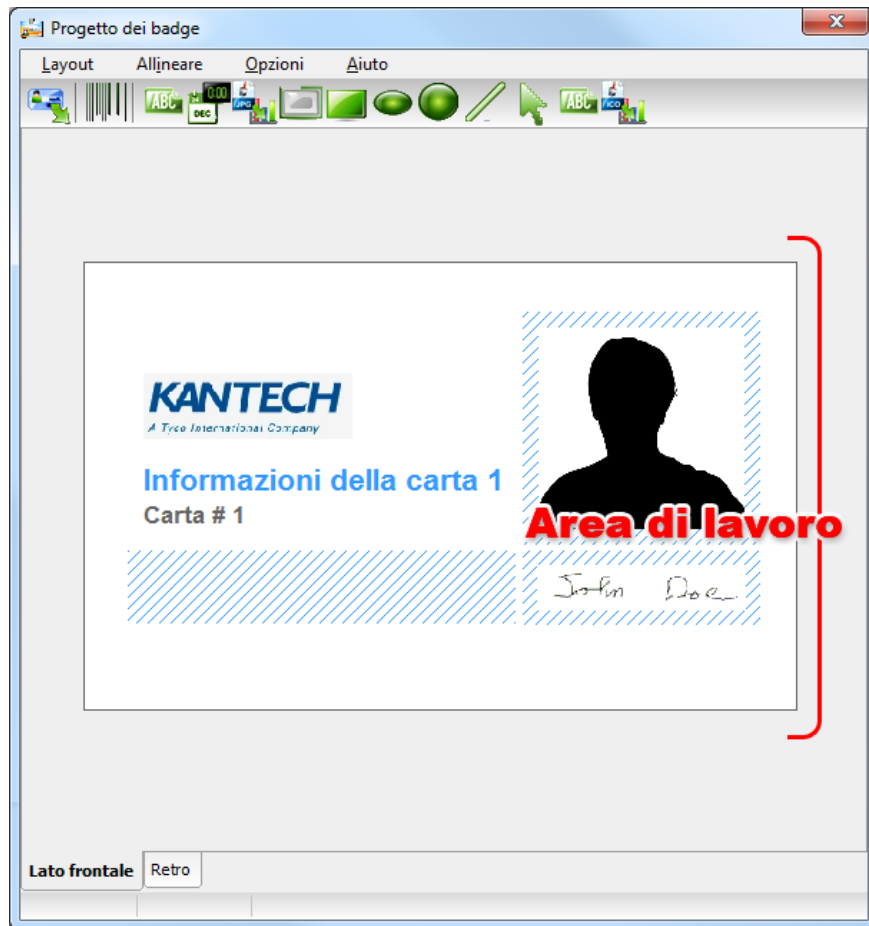 Progetto dei badge
Layout Allineare Opzioni Aiuto
ABC 0:00 DEC JPG ABC ICO
KANTECH
A Tyco International Company
Informazioni della carta 1
Carta # 1
Area di lavoro
John Doe
Lato frontale Retro